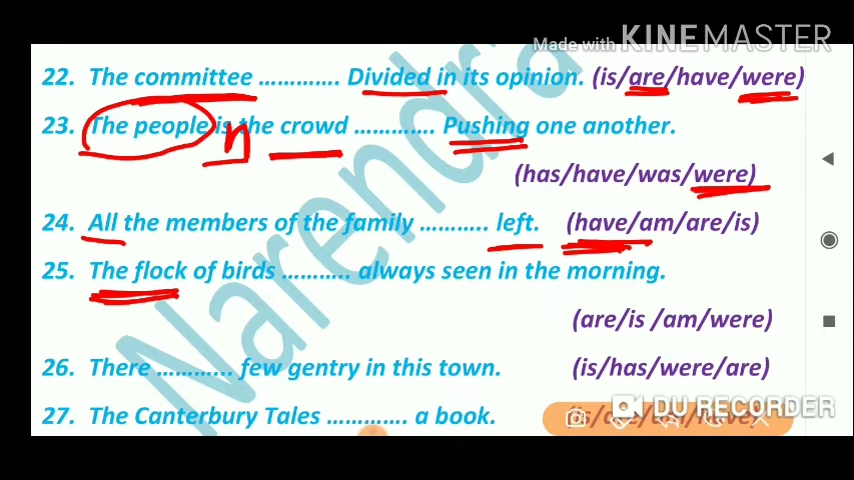 Made with KINEMASTER
22. The committee ............. Divided in its opinion. (is/are/have/were)
23. The people is the crowd ............. Pushing one another.
n
(has/have/was/were)
24. All the members of the family ........... left. (have/am/are/is)
25. The flock of birds ........... always seen in the morning.
(are/is /am/were)
26. There ............ few gentry in this town. (is/has/were/are)
27. The Canterbury Tales ............. a book.
DU RECORDER
Narendra